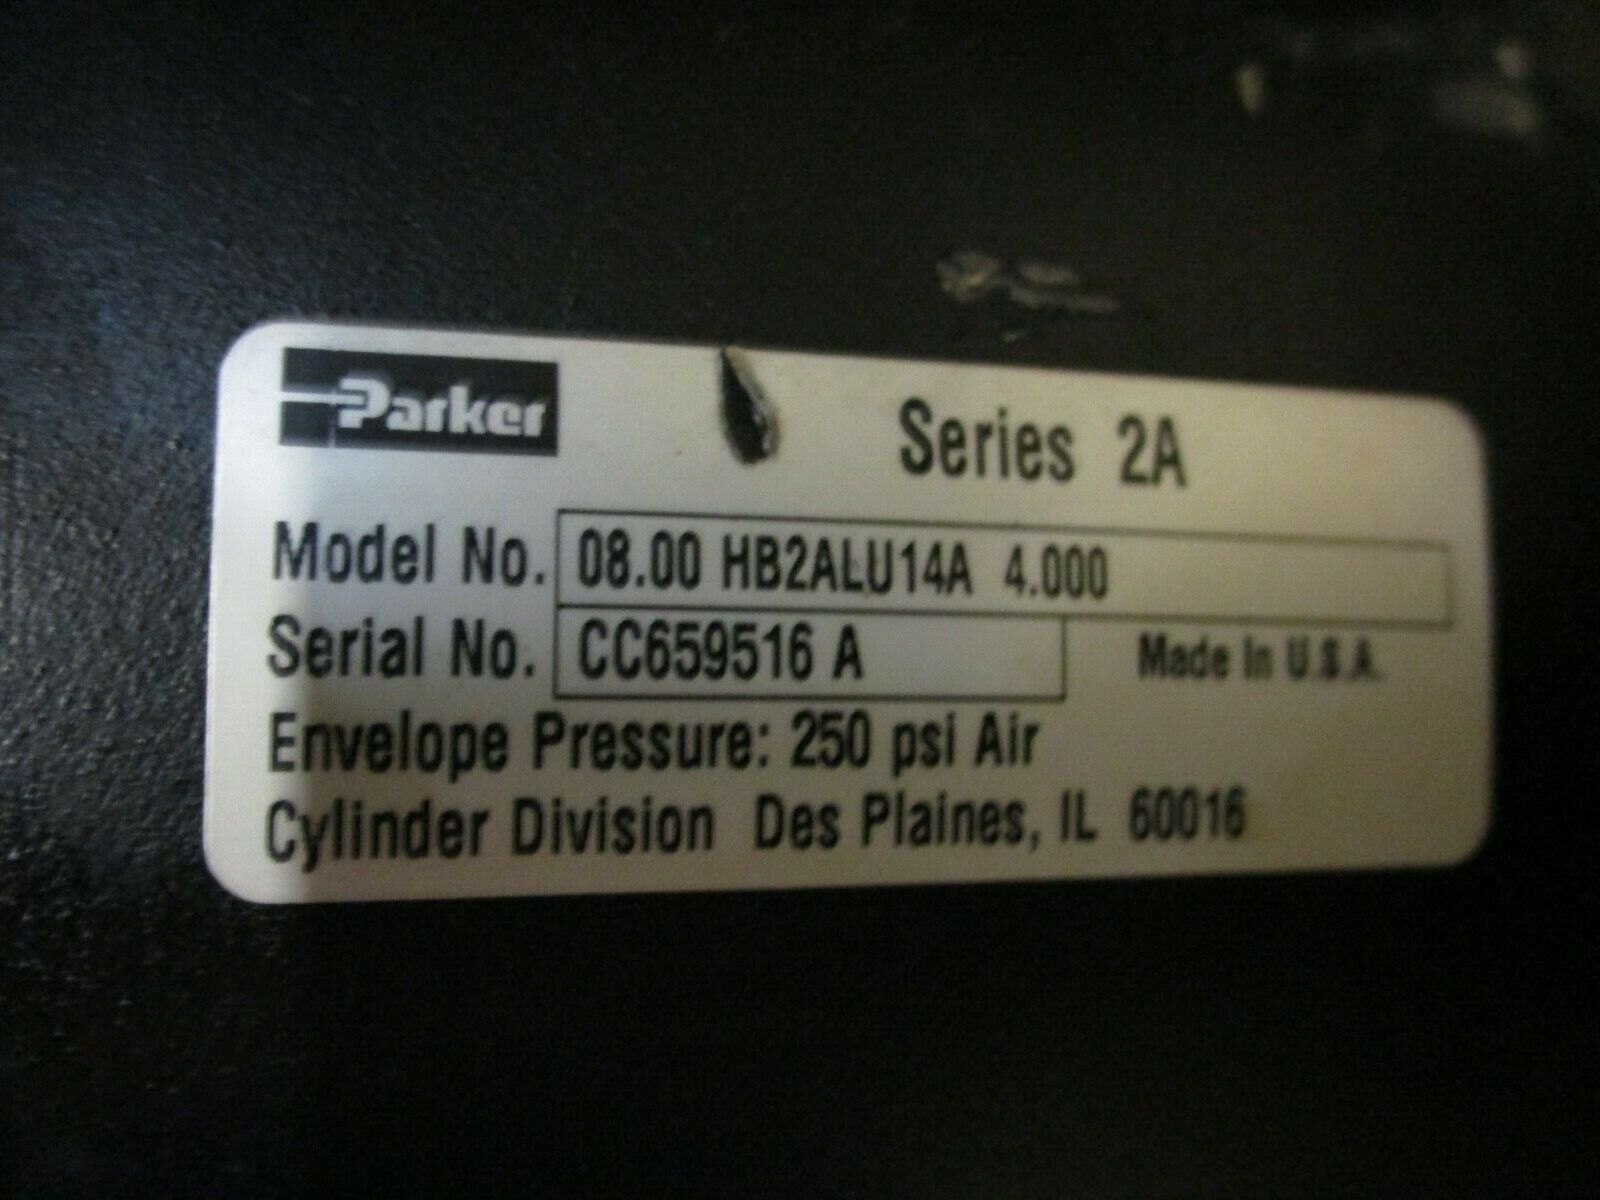 Parker
Series 2A
Model No. 08.00 HB2ALU14A 4.000
Serial No. CC659516 A
Made In U.S.A.
Envelope Pressure: 250 psi Air
Cylinder Division Des Plaines, IL 60016